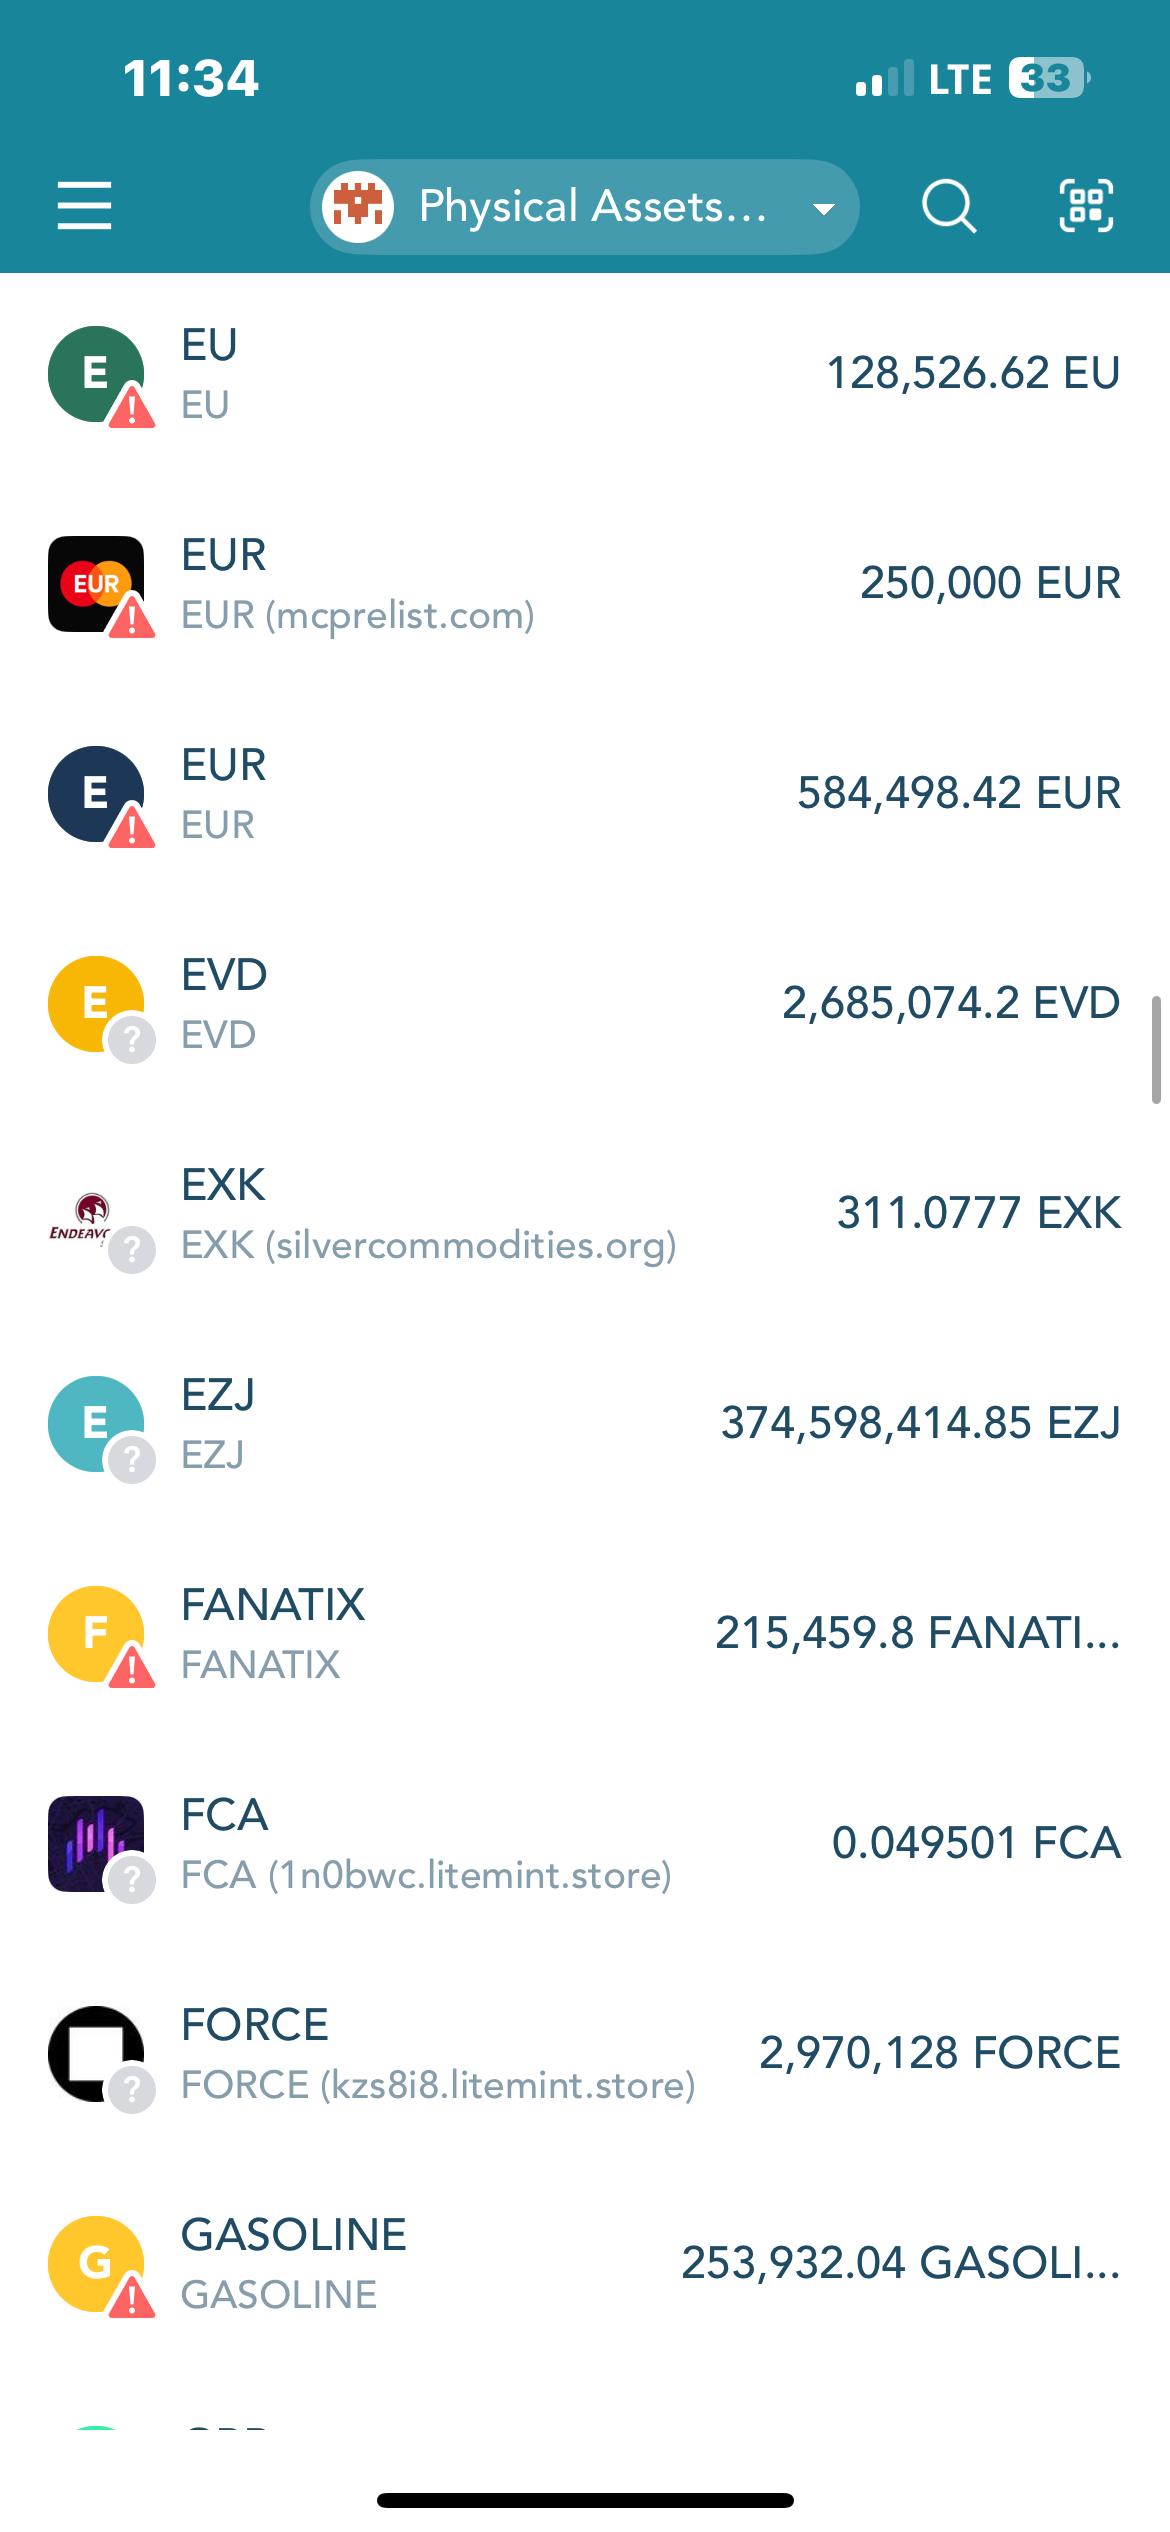 11:34
LTE 33
Physical Assets...
E
EU
EU
128,526.62 EU
EUR
EUR
EUR (mcprelist.com)
250,000 EUR
E
EUR
EUR
584,498.42 EUR
E
?
EVD
EVD
2,685,074.2 EVD
?
EXK
EXK (silvercommodities.org)
311.0777 EXK
E
?
EZJ
EZJ
374,598,414.85 EZJ
F
FANATIX
FANATIX
215,459.8 FANATI...
?
FCA
FCA (1n0bwc.litemint.store)
0.049501 FCA
?
FORCE
FORCE (kzs8i8.litemint.store)
2,970,128 FORCE
G
GASOLINE
GASOLINE
253,932.04 GASOLI...